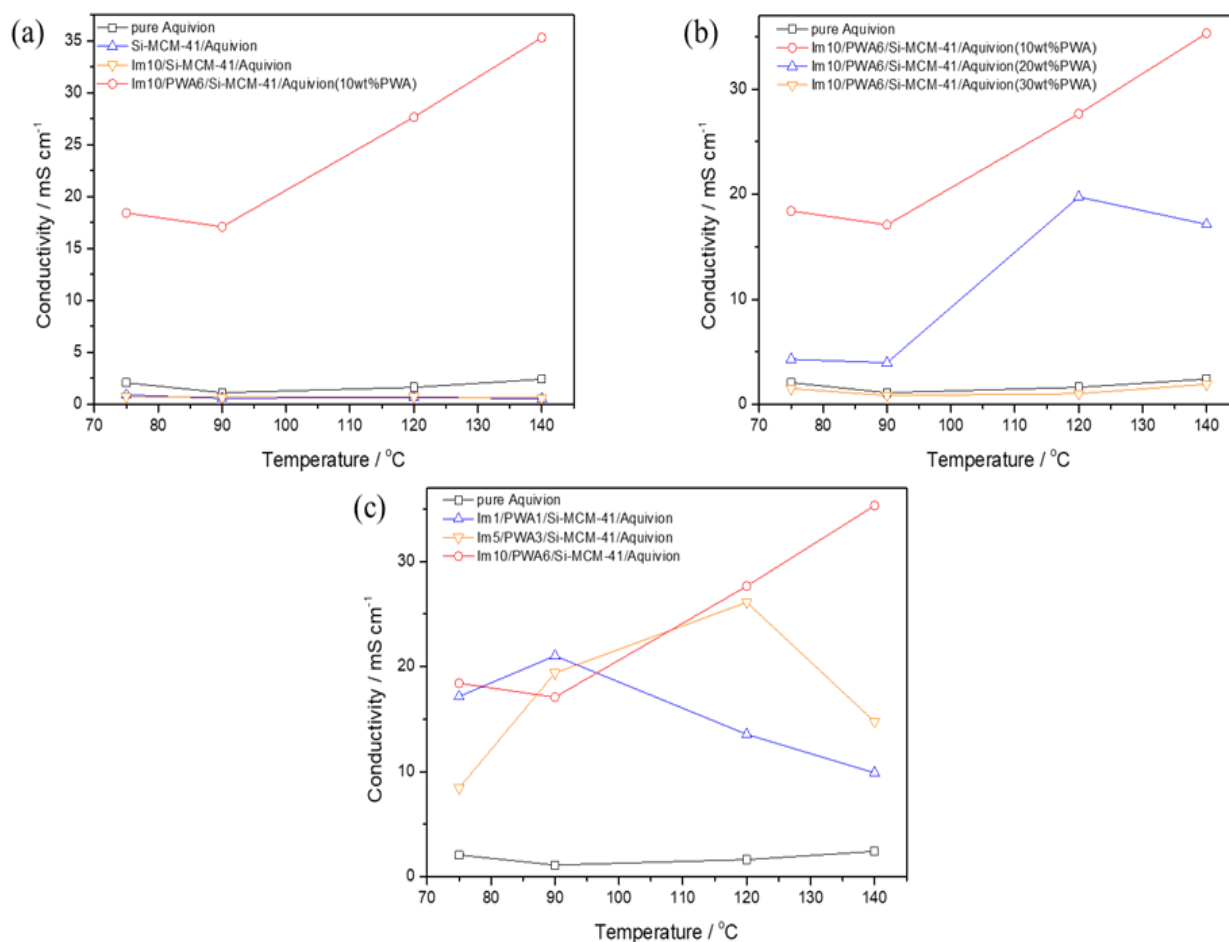 (a)
pure Aquivion
Si-MCM-41/Aquivion
Im10/Si-MCM-41/Aquivion
Im10/PWA6/Si-MCM-41/Aquivion(10wt%PWA)
Conductivity / mS cm⁻¹
35
30
25
20
15
10
5
0
70 80 90 100 110 120 130 140
Temperature / °C
(b)
pure Aquivion
Im10/PWA6/Si-MCM-41/Aquivion(10wt%PWA)
Im10/PWA6/Si-MCM-41/Aquivion(20wt%PWA)
Im10/PWA6/Si-MCM-41/Aquivion(30wt%PWA)
Conductivity / mS cm⁻¹
30
20
10
0
70 80 90 100 110 120 130 140
Temperature / °C
(c)
pure Aquivion
Im1/PWA1/Si-MCM-41/Aquivion
Im5/PWA3/Si-MCM-41/Aquivion
Im10/PWA6/Si-MCM-41/Aquivion
Conductivity / mS cm⁻¹
30
20
10
0
70 80 90 100 110 120 130 140
Temperature / °C